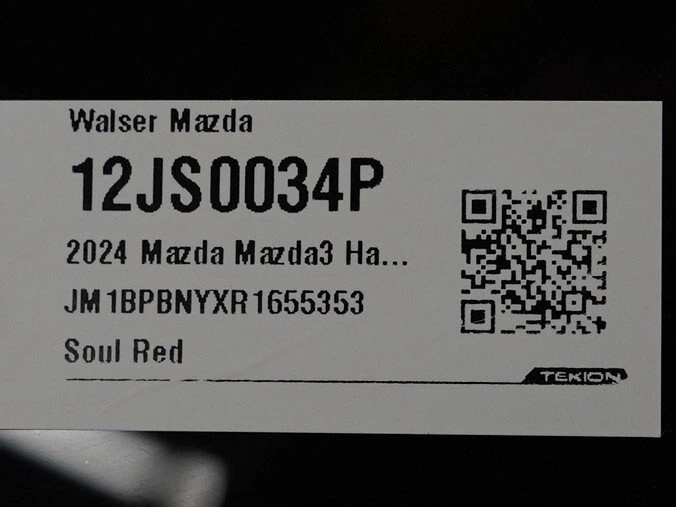 Walser Mazda
12JS0034P
2024 Mazda Mazda3 Ha...
JM1BPBNYXR1655353
Soul Red
TEKION